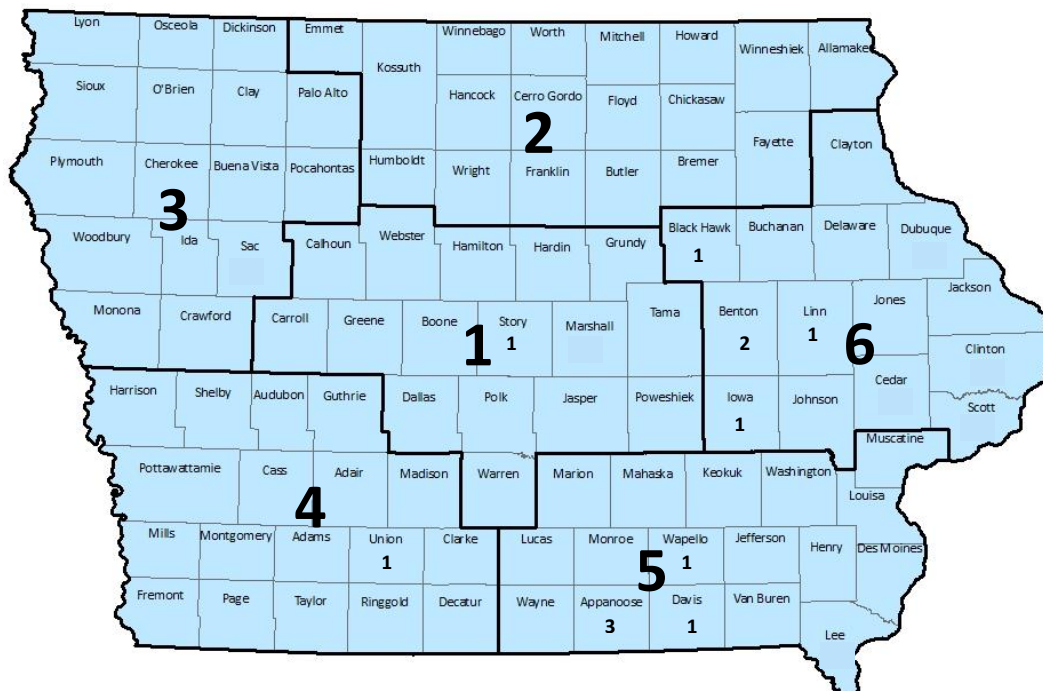 Lyon Osceola Dickinson Emmet Winnebago Worth Mitchell Howard Winneshiek Allamakee
Kossuth
Sioux O'Brien Clay Palo Alto Hancock Cerro Gordo Floyd Chickasaw
2
Plymouth Cherokee Buena Vista Pocahontas Humboldt Wright Franklin Butler Bremer Fayette Clayton
3
Woodbury Ida Sac Calhoun Webster Hamilton Hardin Grundy Black Hawk Buchanan Delaware Dubuque
1
Monona Crawford Carroll Greene Boone Story Marshall Tama Benton Linn Jones Jackson
1 1 2 1 6
Clinton
Harrison Shelby Audubon Guthrie Dallas Polk Jasper Poweshiek Iowa Johnson Cedar Scott
1
Muscatine
Pottawattamie Cass Adair Madison Warren Marion Mahaska Keokuk Washington Louisa
4
Mills Montgomery Adams Union Clarke Lucas Monroe Wapello Jefferson Henry Des Moines
1 5 1
Fremont Page Taylor Ringgold Decatur Wayne Appanoose Davis Van Buren Lee
3 1